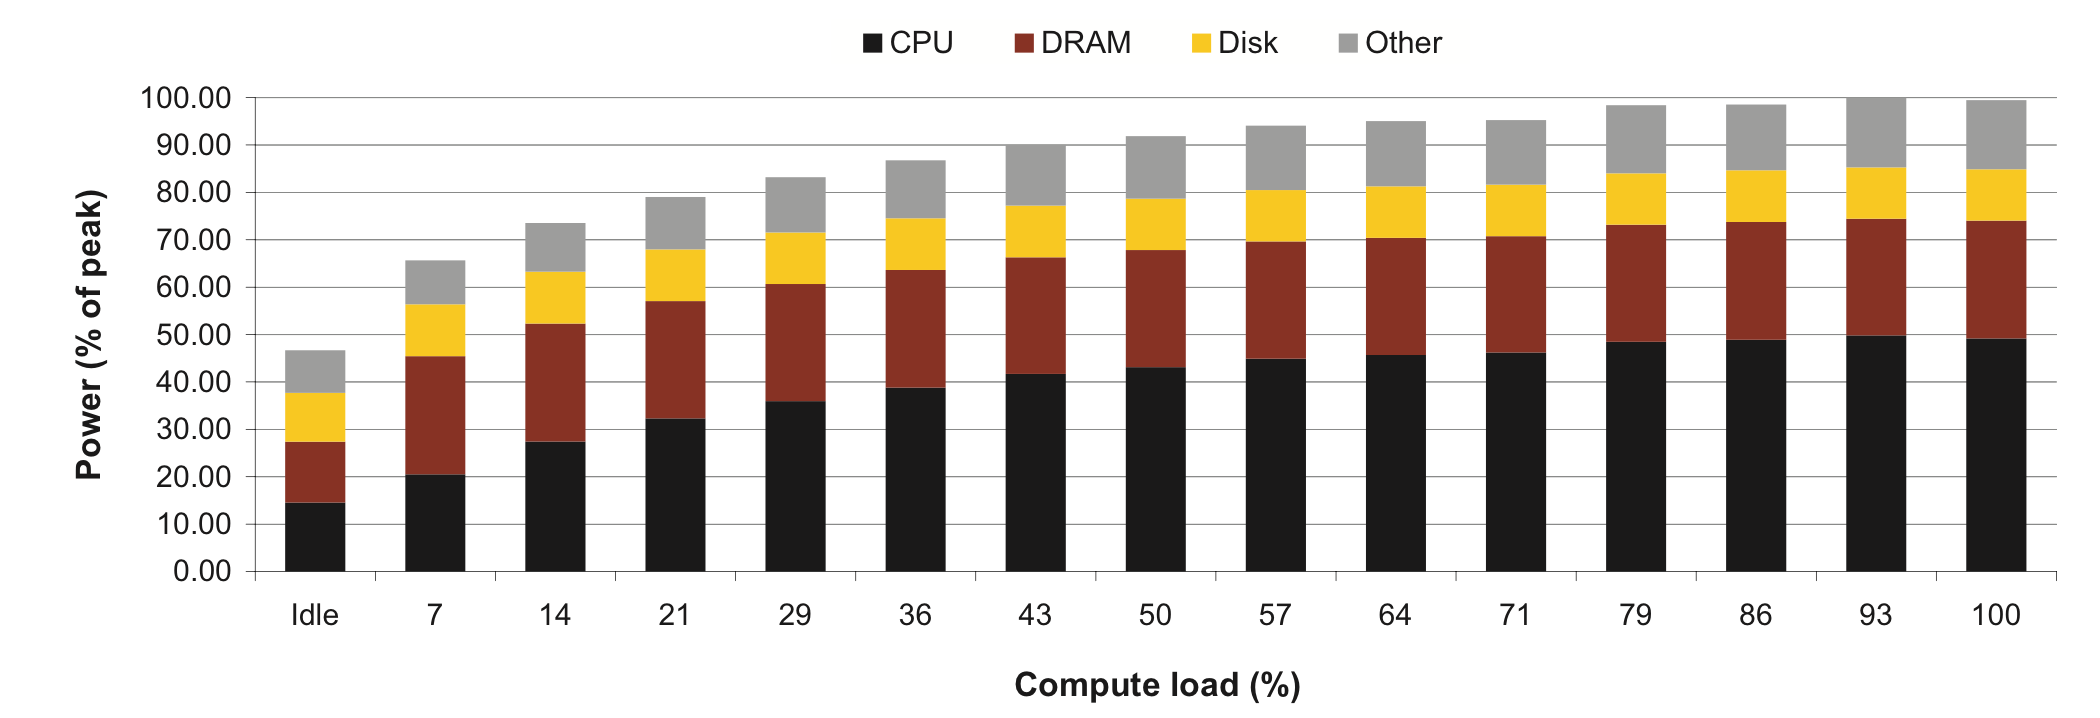 CPU DRAM Disk Other
100.00
90.00
80.00
70.00
60.00
50.00
40.00
30.00
20.00
10.00
0.00
Power (% of peak)
Idle 7 14 21 29 36 43 50 57 64 71 79 86 93 100
Compute load (%)